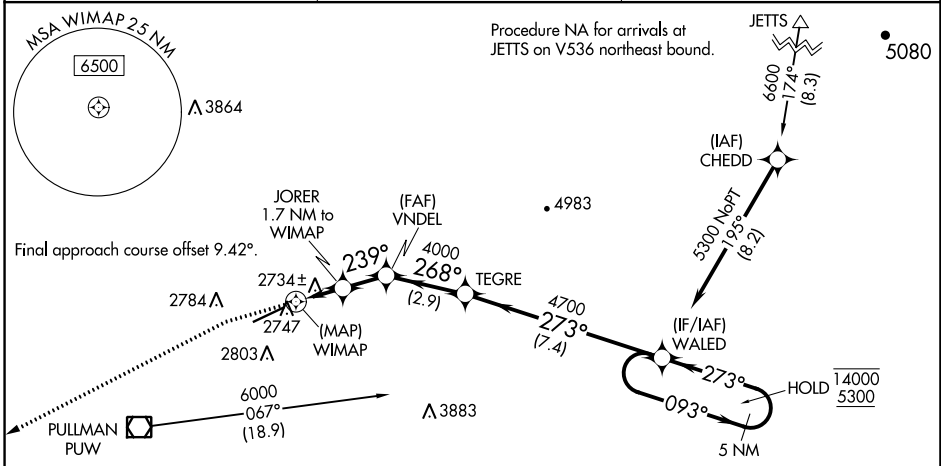 MSA WIMAP 25 NM
6500
3864
Procedure NA for arrivals at
JETTS on V536 northeast bound.
JETTS
5080
6600
174°
(8.3)
(IAF)
CHEDD
5300 NoPT
195°
(8.2)
JORER
1.7 NM to
WIMAP
(FAF)
VNDEL
4983
Final approach course offset 9.42°.
239°
4000
268°
(2.9)
TEGRE
2734±
2784
2747
(MAP)
WIMAP
4700
273°
(7.4)
(IF/IAF)
WALED
2803
273°
HOLD
14000
5300
093°
5 NM
6000
067°
(18.9)
3883
PULLMAN
PUW